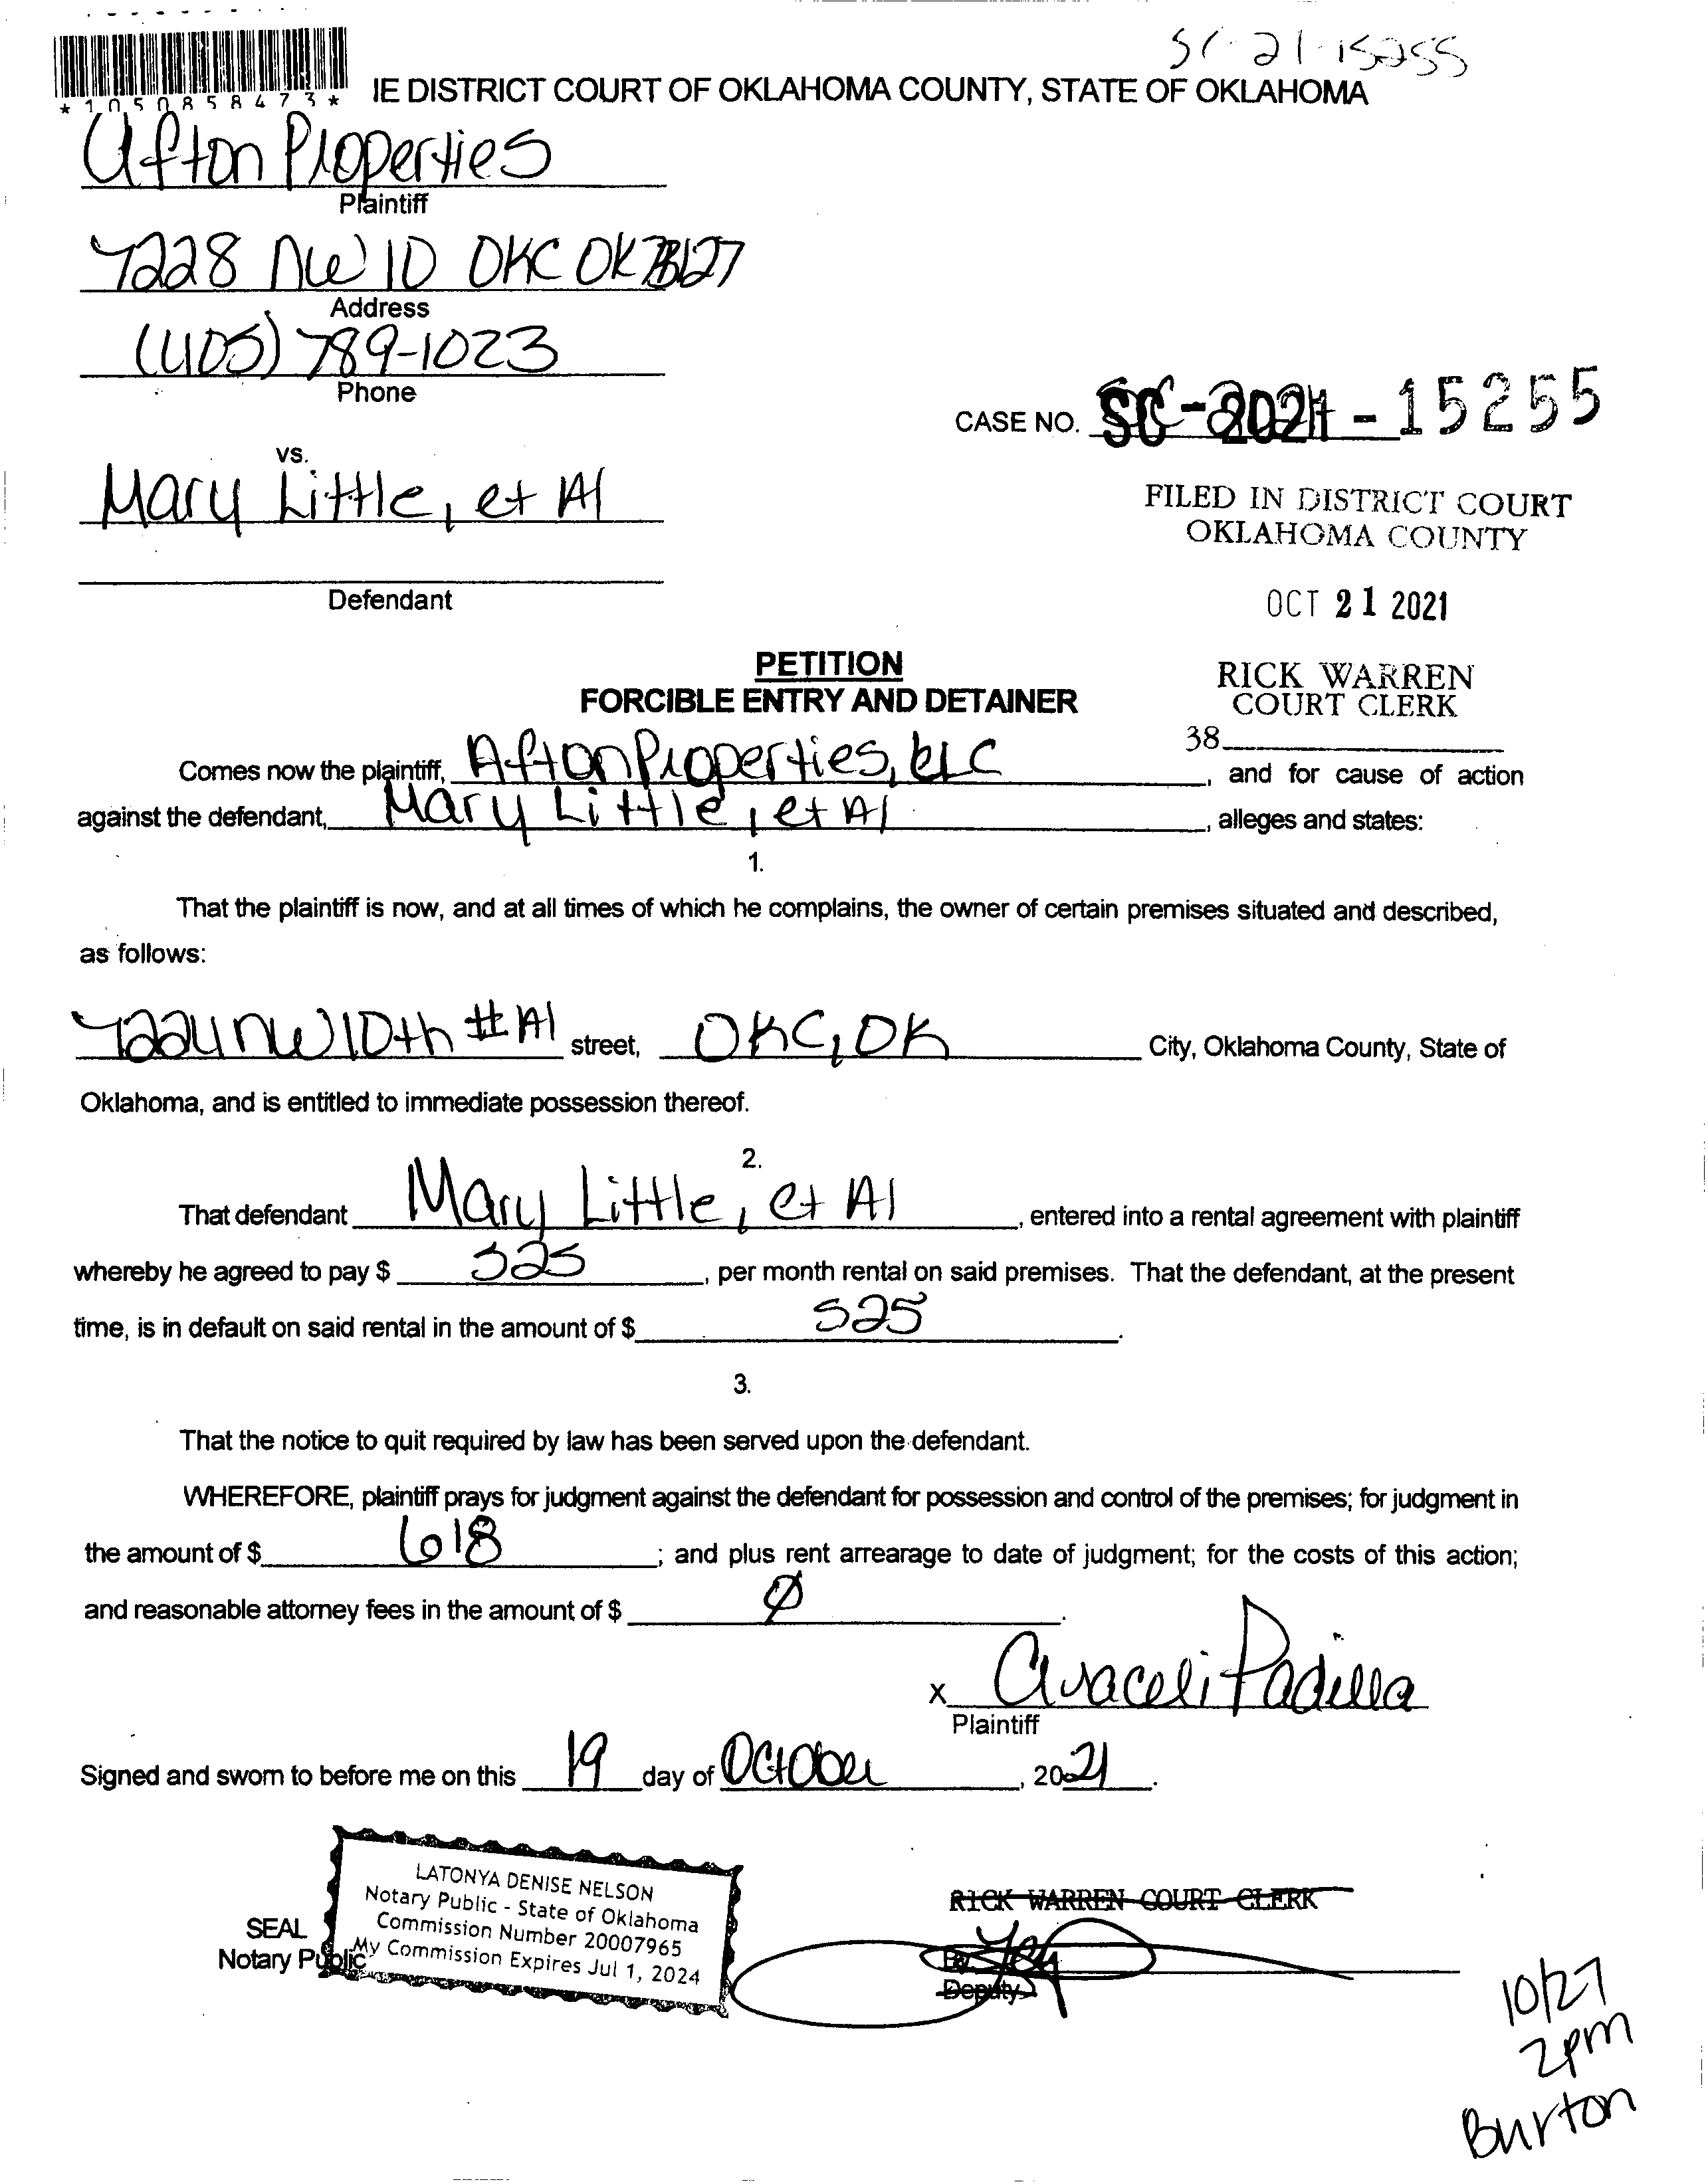 SC-21-15255
*1050858473*
IE DISTRICT COURT OF OKLAHOMA COUNTY, STATE OF OKLAHOMA
Afton Properties
Plaintiff
7228 NW 10 OKC OK 73127
Address
(405) 789-1023
Phone
CASE NO. SC-2021-15255
vs.
Mary Little, et Al
Defendant
FILED IN DISTRICT COURT
OKLAHOMA COUNTY
OCT 21 2021
RICK WARREN
COURT CLERK
38
PETITION
FORCIBLE ENTRY AND DETAINER
Comes now the plaintiff, Afton Properties, LLC, and for cause of action
against the defendant, Mary Little, et Al, alleges and states:
1.
That the plaintiff is now, and at all times of which he complains, the owner of certain premises situated and described,
as follows:
7224 NW 10th #A1 street, OKC, OK City, Oklahoma County, State of
Oklahoma, and is entitled to immediate possession thereof.
2.
That defendant Mary Little, et Al, entered into a rental agreement with plaintiff
whereby he agreed to pay $ 525, per month rental on said premises. That the defendant, at the present
time, is in default on said rental in the amount of $ 525.
3.
That the notice to quit required by law has been served upon the defendant.
WHEREFORE, plaintiff prays for judgment against the defendant for possession and control of the premises; for judgment in
the amount of $ 618; and plus rent arrearage to date of judgment; for the costs of this action;
and reasonable attorney fees in the amount of $ Ø.
x Araceli Padilla
Plaintiff
Signed and sworn to before me on this 19 day of October, 2021.
LATONYA DENISE NELSON
Notary Public - State of Oklahoma
Commission Number 20007965
My Commission Expires Jul 1, 2024
SEAL
Notary Public
RICK WARREN COURT CLERK
By
Deputy
10/27
2pm
Burton